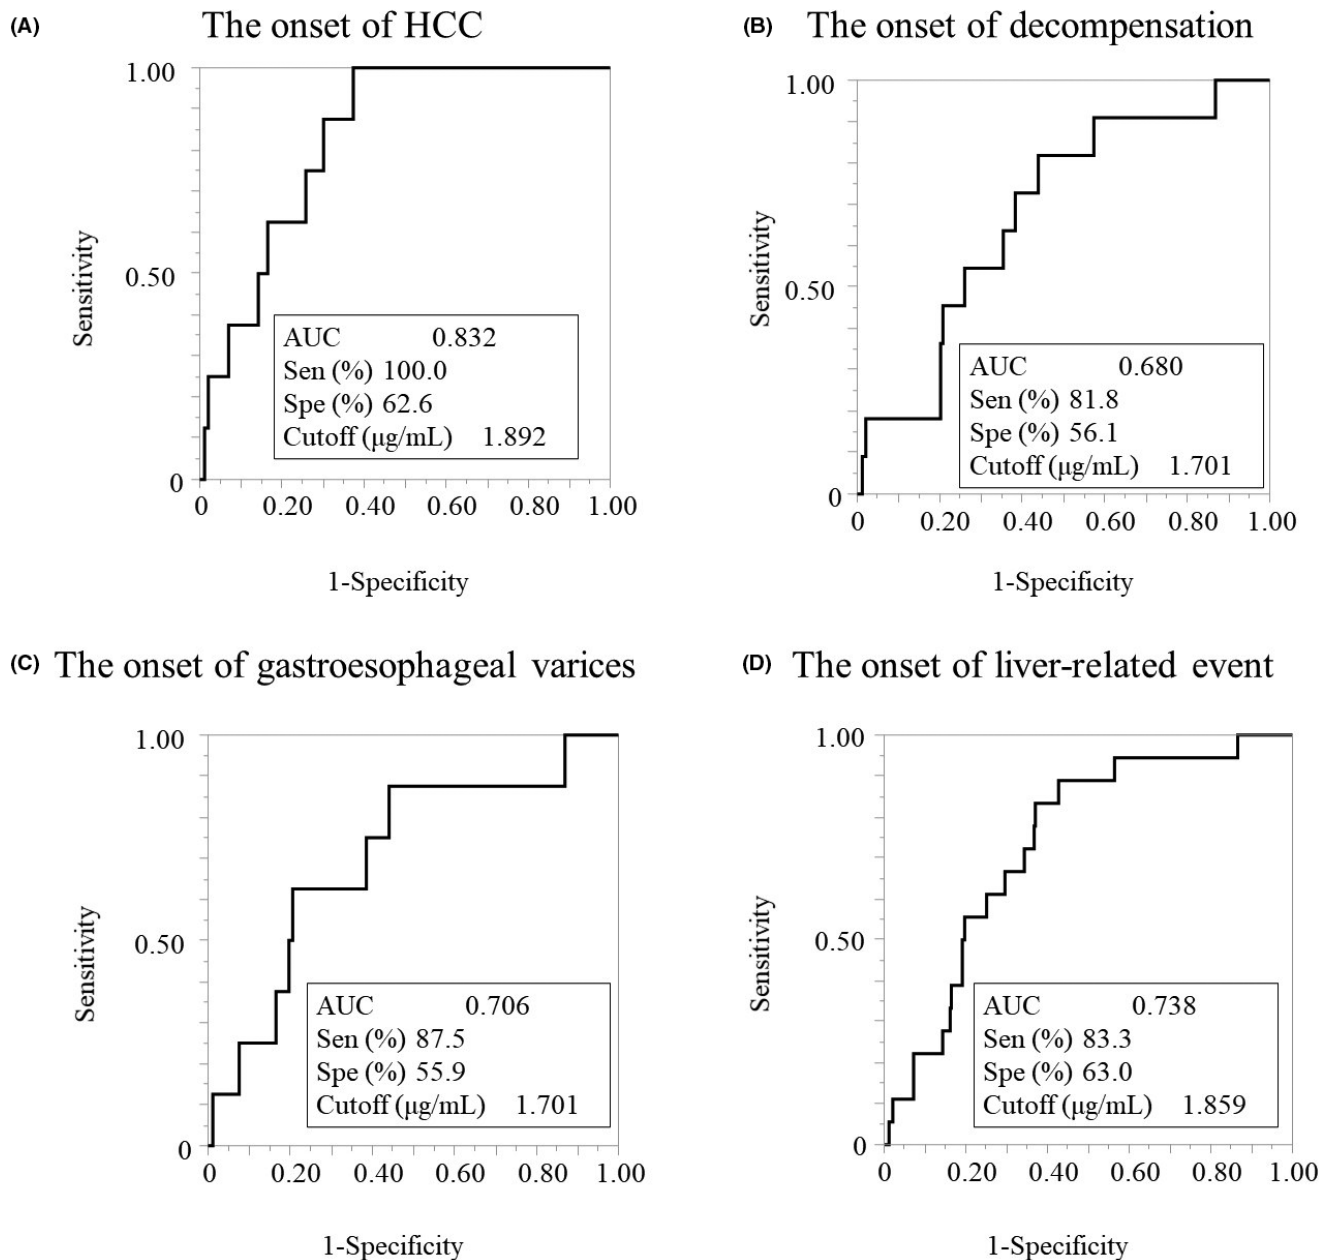 (A) The onset of HCC
1.00
0.50
0
Sensitivity
AUC 0.832
Sen (%) 100.0
Spe (%) 62.6
Cutoff (μg/mL) 1.892
0 0.20 0.40 0.60 0.80 1.00
1-Specificity
(B) The onset of decompensation
1.00
0.50
0
Sensitivity
AUC 0.680
Sen (%) 81.8
Spe (%) 56.1
Cutoff (μg/mL) 1.701
0 0.20 0.40 0.60 0.80 1.00
1-Specificity
(C) The onset of gastroesophageal varices
1.00
0.50
0
Sensitivity
AUC 0.706
Sen (%) 87.5
Spe (%) 55.9
Cutoff (μg/mL) 1.701
0 0.20 0.40 0.60 0.80 1.00
1-Specificity
(D) The onset of liver-related event
1.00
0.50
0
Sensitivity
AUC 0.738
Sen (%) 83.3
Spe (%) 63.0
Cutoff (μg/mL) 1.859
0 0.20 0.40 0.60 0.80 1.00
1-Specificity